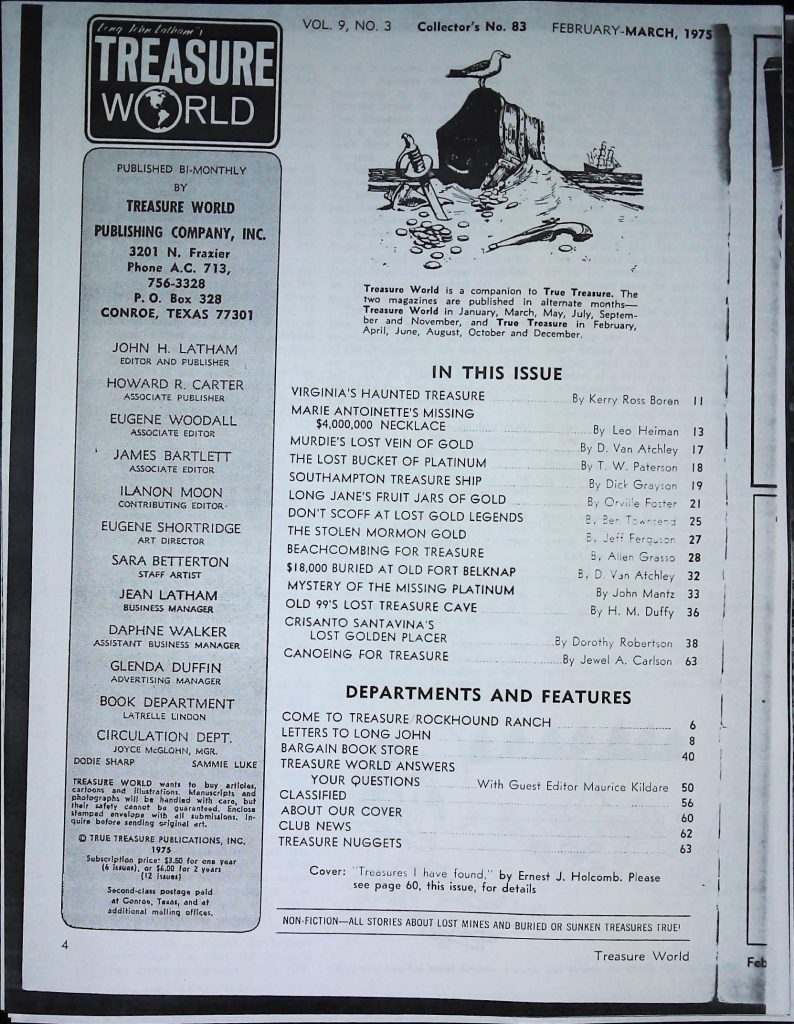 Long John Latham's
TREASURE
WORLD
VOL. 9, NO. 3 Collector's No. 83 FEBRUARY-MARCH, 1975
PUBLISHED BI-MONTHLY
BY
TREASURE WORLD
PUBLISHING COMPANY, INC.
3201 N. Frazier
Phone A.C. 713,
756-3328
P. O. Box 328
CONROE, TEXAS 77301
JOHN H. LATHAM
EDITOR AND PUBLISHER
HOWARD R. CARTER
ASSOCIATE PUBLISHER
EUGENE WOODALL
ASSOCIATE EDITOR
JAMES BARTLETT
ASSOCIATE EDITOR
ILANON MOON
CONTRIBUTING EDITOR
EUGENE SHORTRIDGE
ART DIRECTOR
SARA BETTERTON
STAFF ARTIST
JEAN LATHAM
BUSINESS MANAGER
DAPHNE WALKER
ASSISTANT BUSINESS MANAGER
GLENDA DUFFIN
ADVERTISING MANAGER
BOOK DEPARTMENT
LATRELLE LINDON
CIRCULATION DEPT.
JOYCE McGLOHN, MGR.
DODIE SHARP SAMMIE LUKE
TREASURE WORLD wants to buy articles,
cartoons and illustrations. Manuscripts and
photographs will be handled with care, but
their safety cannot be guaranteed. Enclose
stamped envelope with all submissions. In-
quire before sending original art.
© TRUE TREASURE PUBLICATIONS, INC.
1975
Subscription price: $3.50 for one year
(6 issues), or $6.00 for 2 years
(12 issues)
Second-class postage paid
at Conroe, Texas, and at
additional mailing offices.
Treasure World is a companion to True Treasure. The
two magazines are published in alternate months—
Treasure World in January, March, May, July, Septem-
ber and November, and True Treasure in February,
April, June, August, October and December.
IN THIS ISSUE
VIRGINIA'S HAUNTED TREASURE By Kerry Ross Boren 11
MARIE ANTOINETTE'S MISSING
$4,000,000 NECKLACE By Leo Heiman 13
MURDIE'S LOST VEIN OF GOLD By D. Van Atchley 17
THE LOST BUCKET OF PLATINUM By T. W. Paterson 18
SOUTHAMPTON TREASURE SHIP By Dick Grayson 19
LONG JANE'S FRUIT JARS OF GOLD By Orville Foster 21
DON'T SCOFF AT LOST GOLD LEGENDS By Ben Townsend 25
THE STOLEN MORMON GOLD By Jeff Ferguson 27
BEACHCOMBING FOR TREASURE By Allen Grasso 28
$18,000 BURIED AT OLD FORT BELKNAP By D. Van Atchley 32
MYSTERY OF THE MISSING PLATINUM By John Mantz 33
OLD 99'S LOST TREASURE CAVE By H. M. Duffy 36
CRISANTO SANTAVINA'S
LOST GOLDEN PLACER By Dorothy Robertson 38
CANOEING FOR TREASURE By Jewel A. Carlson 63
DEPARTMENTS AND FEATURES
COME TO TREASURE/ROCKHOUND RANCH 6
LETTERS TO LONG JOHN 8
BARGAIN BOOK STORE 40
TREASURE WORLD ANSWERS
YOUR QUESTIONS With Guest Editor Maurice Kildare 50
CLASSIFIED 56
ABOUT OUR COVER 60
CLUB NEWS 62
TREASURE NUGGETS 63
Cover: "Treasures I have found," by Ernest J. Holcomb. Please
see page 60, this issue, for details
NON-FICTION—ALL STORIES ABOUT LOST MINES AND BURIED OR SUNKEN TREASURES TRUE!
4
Treasure World
Feb